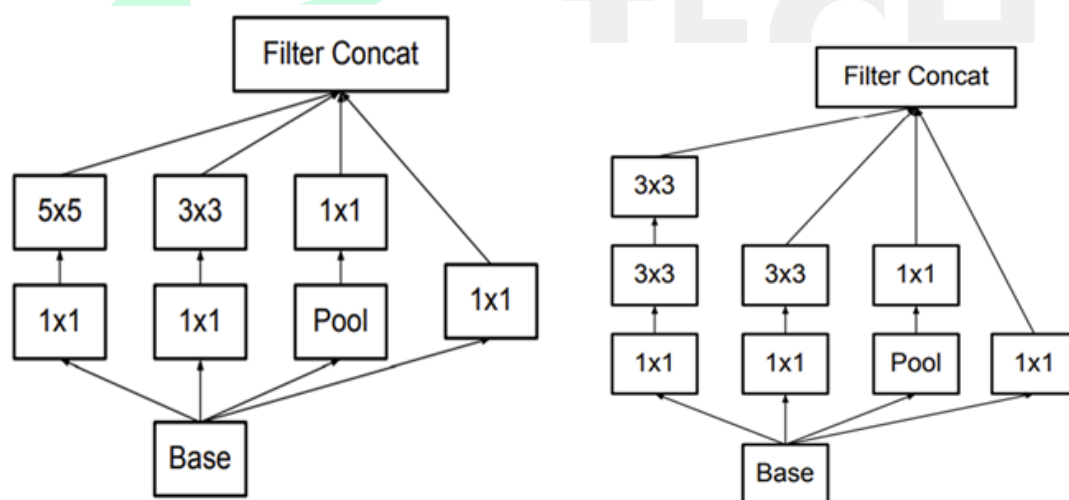 Filter Concat
5x5
3x3
1x1
1x1
1x1
1x1
Pool
Base
Filter Concat
3x3
3x3
3x3
1x1
1x1
1x1
Pool
1x1
Base